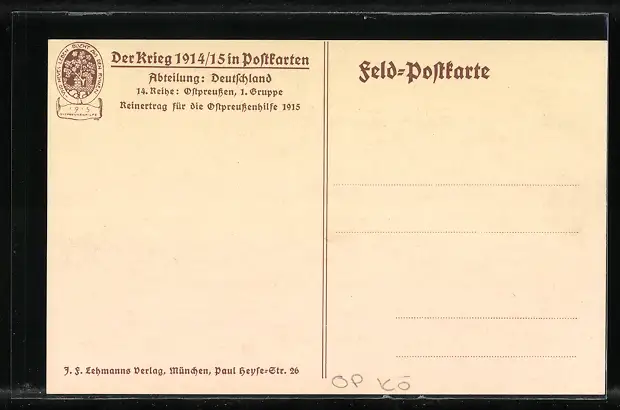 Der Krieg 1914/15 in Postkarten
Abteilung: Deutschland
14. Reihe: Ostpreußen, 1. Gruppe
Reinertrag für die Ostpreußenhilfe 1915
1915
Feld=Postkarte
J. F. Lehmanns Verlag, München, Paul Heyse-Str. 26
OP KÖ